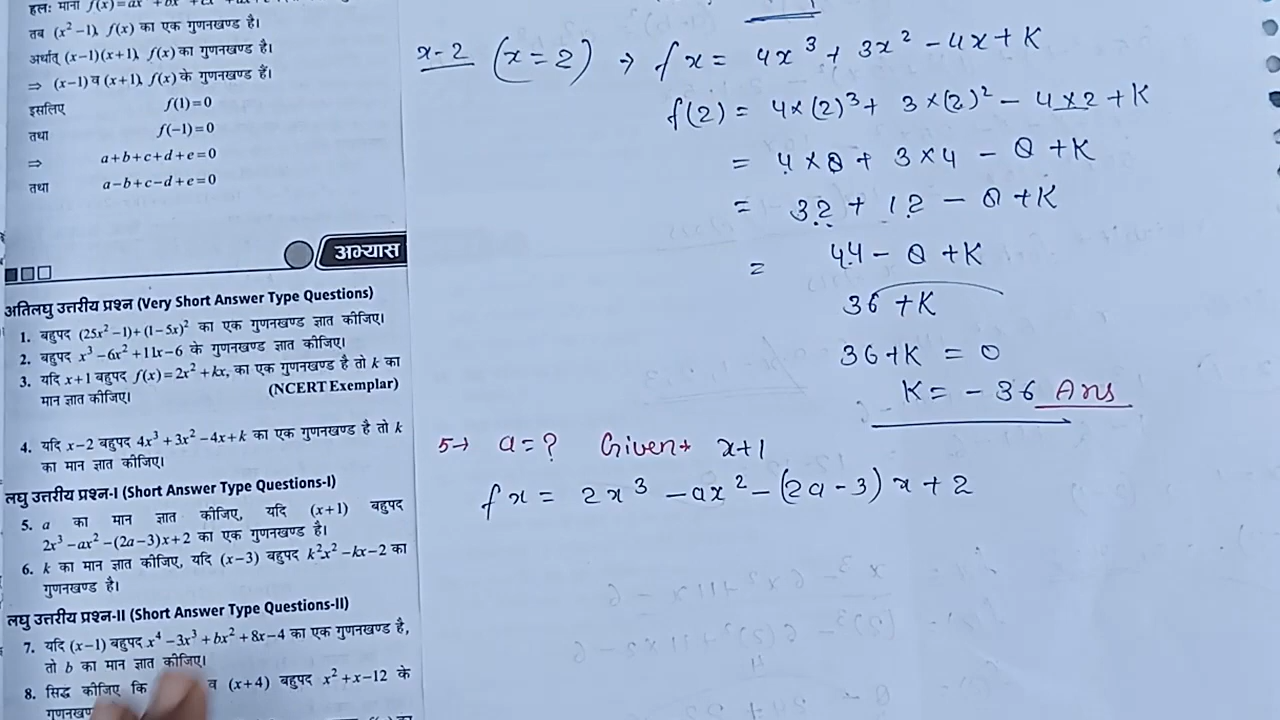 हलः माना f(x)=ax
तब (x²−1), f(x) का एक गुणनखण्ड है।
अर्थात् (x−1)(x+1), f(x) का गुणनखण्ड है।
⇒ (x−1) व (x+1), f(x) के गुणनखण्ड हैं।
इसलिए f(1)=0
तथा f(−1)=0
⇒ a+b+c+d+e=0
तथा a−b+c−d+e=0
अभ्यास
अतिलघु उत्तरीय प्रश्न (Very Short Answer Type Questions)
1. बहुपद (25x²−1)+(1−5x)² का एक गुणनखण्ड ज्ञात कीजिए।
2. बहुपद x³−6x²+11x−6 के गुणनखण्ड ज्ञात कीजिए।
3. यदि x+1 बहुपद f(x)=2x²+kx, का एक गुणनखण्ड है तो k का
मान ज्ञात कीजिए। (NCERT Exemplar)
4. यदि x−2 बहुपद 4x³+3x²−4x+k का एक गुणनखण्ड है तो k
का मान ज्ञात कीजिए।
लघु उत्तरीय प्रश्न-I (Short Answer Type Questions-I)
5. a का मान ज्ञात कीजिए, यदि (x+1) बहुपद
2x³−ax²−(2a−3)x+2 का एक गुणनखण्ड है।
6. k का मान ज्ञात कीजिए, यदि (x−3) बहुपद k²x²−kx−2 का
गुणनखण्ड है।
लघु उत्तरीय प्रश्न-II (Short Answer Type Questions-II)
7. यदि (x−1) बहुपद x⁴−3x³+bx²+8x−4 का एक गुणनखण्ड है,
तो b का मान ज्ञात कीजिए।
8. सिद्ध कीजिए कि व (x+4) बहुपद x²+x−12 के
x-2 (x=2) → fx = 4x³ + 3x² - 4x + K
f(2) = 4×(2)³ + 3×(2)² - 4×2 + K
= 4×8 + 3×4 - 8 + K
= 32 + 12 - 8 + K
= 44 - 8 + K
36 + K
36 + K = 0
K = - 36 Ans
5→ a=? Given→ x+1
fx = 2x³ - ax² - (2a-3)x + 2